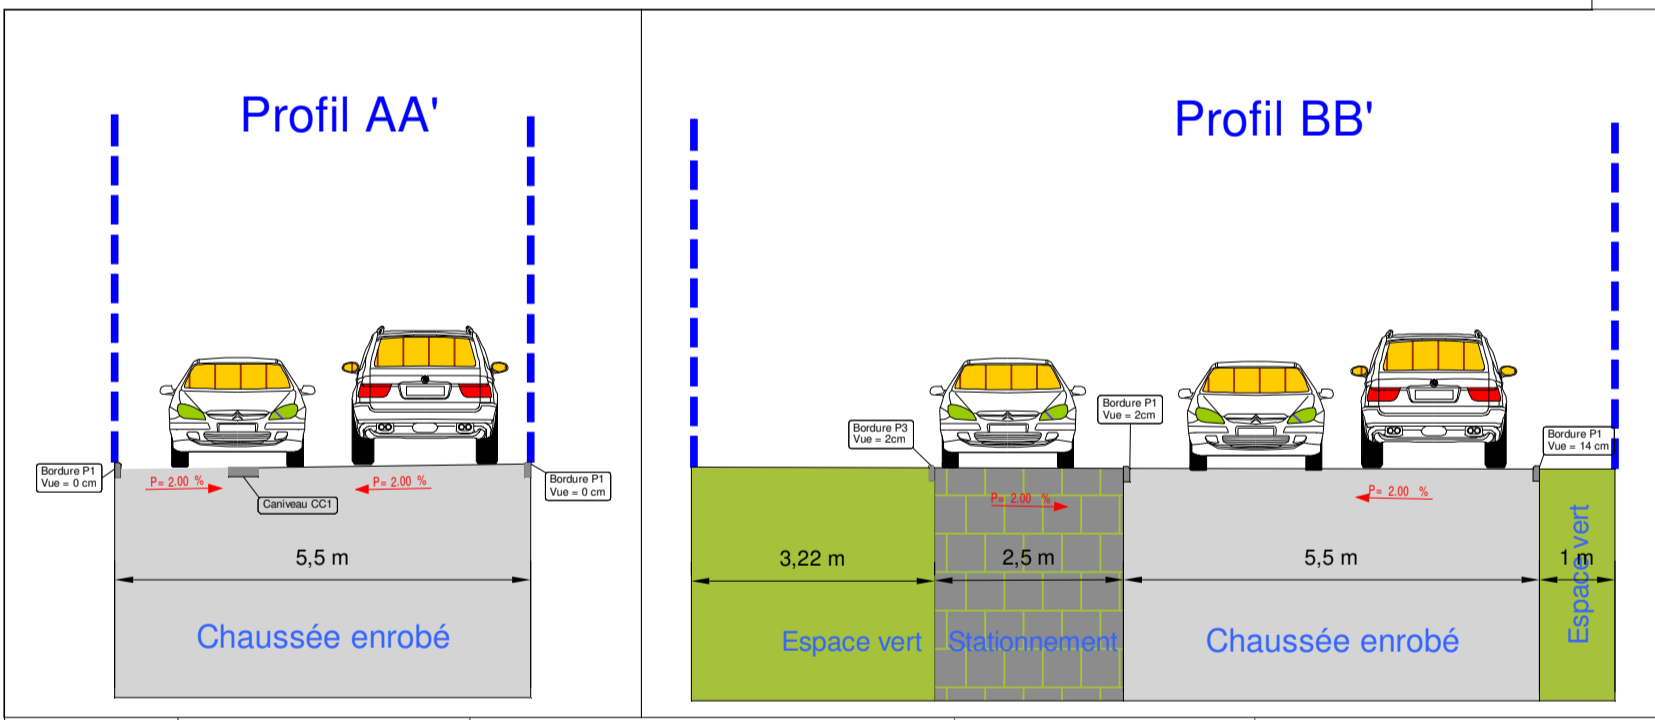 Profil AA'
Bordure P1
Vue = 0 cm
P= 2.00 %
Caniveau CC1
P= 2.00 %
Bordure P1
Vue = 0 cm
5,5 m
Chaussée enrobé
Profil BB'
Bordure P3
Vue = 2cm
Bordure P1
Vue = 2cm
Bordure P1
Vue = 14 cm
P= 2.00 %
P= 2.00 %
3,22 m
2,5 m
5,5 m
1 m
Espace vert
Stationnement
Chaussée enrobé
Espace vert